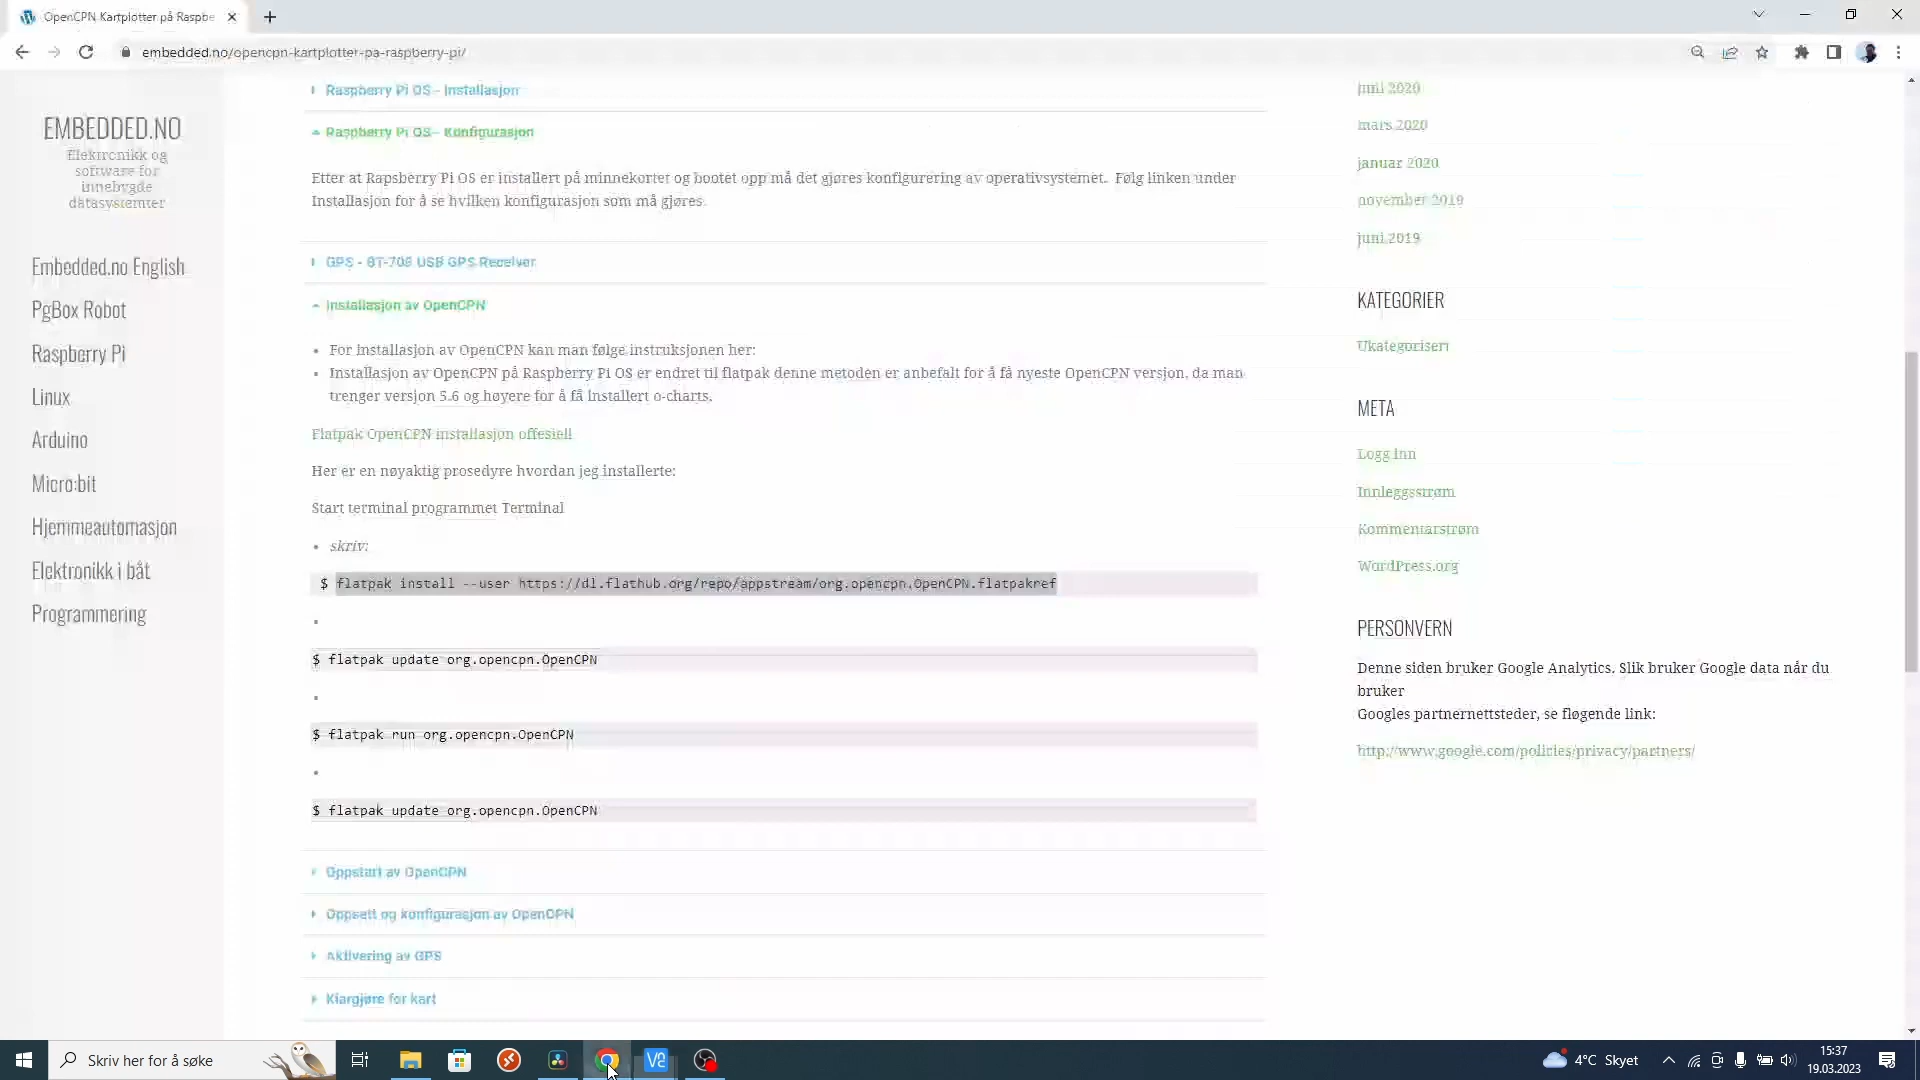 OpenCPN Kartplotter på Raspbe
embedded.no/opencpn-kartplotter-pa-raspberry-pi/
EMBEDDED.NO
Elektronikk og
software for
innebygde
datasystemer
Embedded.no English
PgBox Robot
Raspberry Pi
Linux
Arduino
Micro:bit
Hjemmeautomasjon
Elektronikk i båt
Programmering
Raspberry Pi OS - Installasjon
Raspberry Pi OS - Konfigurasjon
Etter at Rapsberry Pi OS er installert på minnekortet og bootet opp må det gjøres konfigurering av operativsystemet. Følg linken under
Installasjon for å se hvilken konfigurasjon som må gjøres.
GPS - BT-708 USB GPS Receiver
Installasjon av OpenCPN
• For installasjon av OpenCPN kan man følge instruksjonen her:
• Installasjon av OpenCPN på Raspberry Pi OS er endret til flatpak denne metoden er anbefalt for å få nyeste OpenCPN versjon, da man
trenger versjon 5.6 og høyere for å få installert o-charts.
Flatpak OpenCPN installasjon offesiell
Her er en nøyaktig prosedyre hvordan jeg installerte:
Start terminal programmet Terminal
• skriv:
$ flatpak install --user https://dl.flathub.org/repo/appstream/org.opencpn.OpenCPN.flatpakref
$ flatpak update org.opencpn.OpenCPN
$ flatpak run org.opencpn.OpenCPN
$ flatpak update org.opencpn.OpenCPN
Oppstart av OpenCPN
Oppsett og konfigurasjon av OpenCPN
Aktivering av GPS
Klargjøre for kart
juni 2020
mars 2020
januar 2020
november 2019
juni 2019
KATEGORIER
Ukategorisert
META
Logg inn
Innleggsstrøm
Kommentarstrøm
WordPress.org
PERSONVERN
Denne siden bruker Google Analytics. Slik bruker Google data når du
bruker
Googles partnernettsteder, se fløgende link:
http://www.google.com/policies/privacy/partners/
Skriv her for å søke
4°C Skyet
15:37
19.03.2023